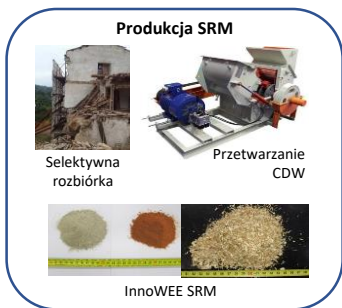 Produkcja SRM
Selektywna
rozbiórka
Przetwarzanie
CDW
InnoWEE SRM